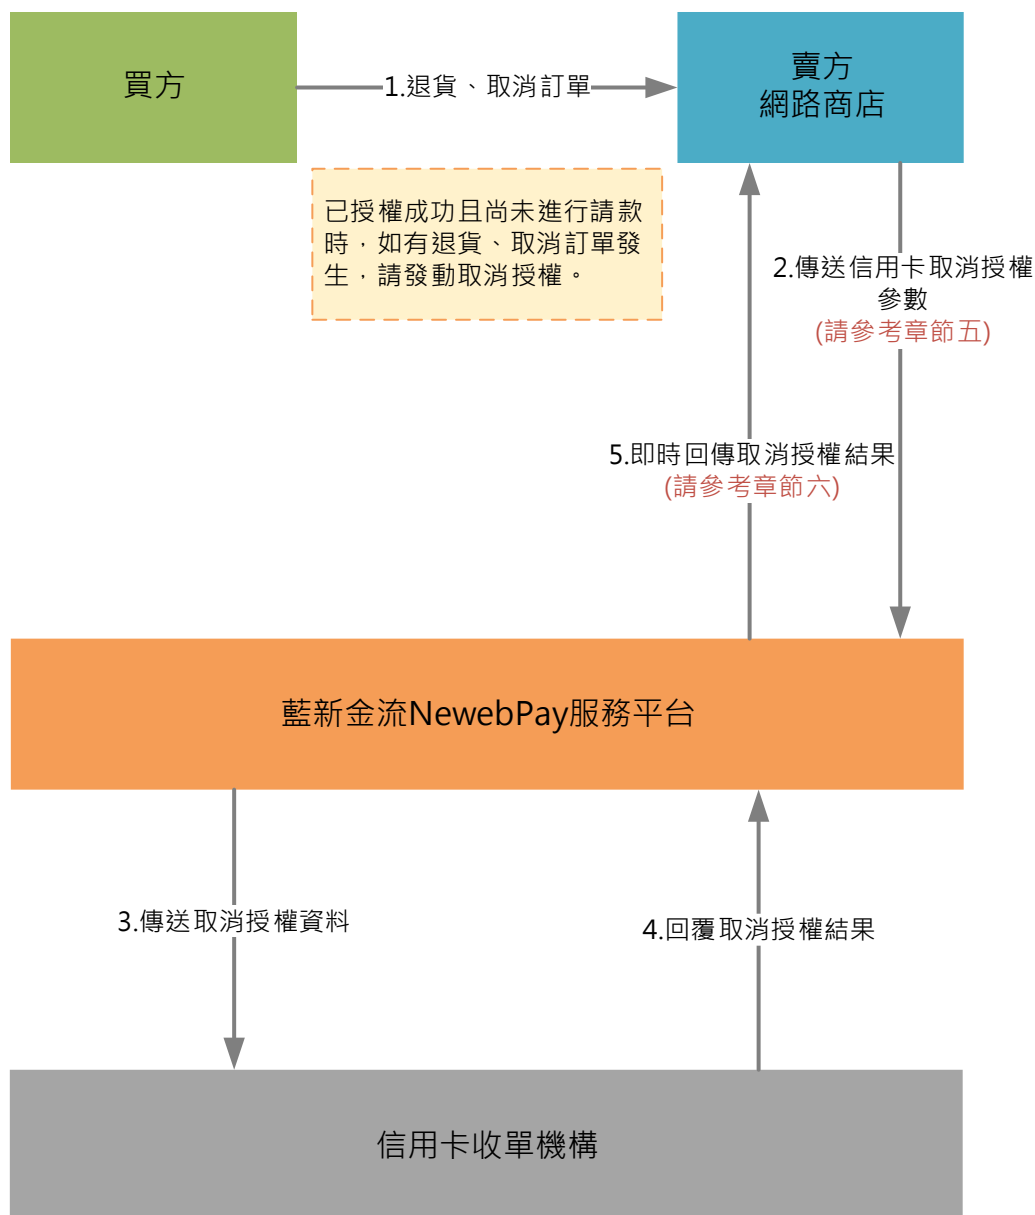 買方
1.退貨、取消訂單
賣方
網路商店
已授權成功且尚未進行請款
時，如有退貨、取消訂單發
生，請發動取消授權。
2.傳送信用卡取消授權
參數
(請參考章節五)
5.即時回傳取消授權結果
(請參考章節六)
藍新金流NewebPay服務平台
3.傳送取消授權資料
4.回覆取消授權結果
信用卡收單機構